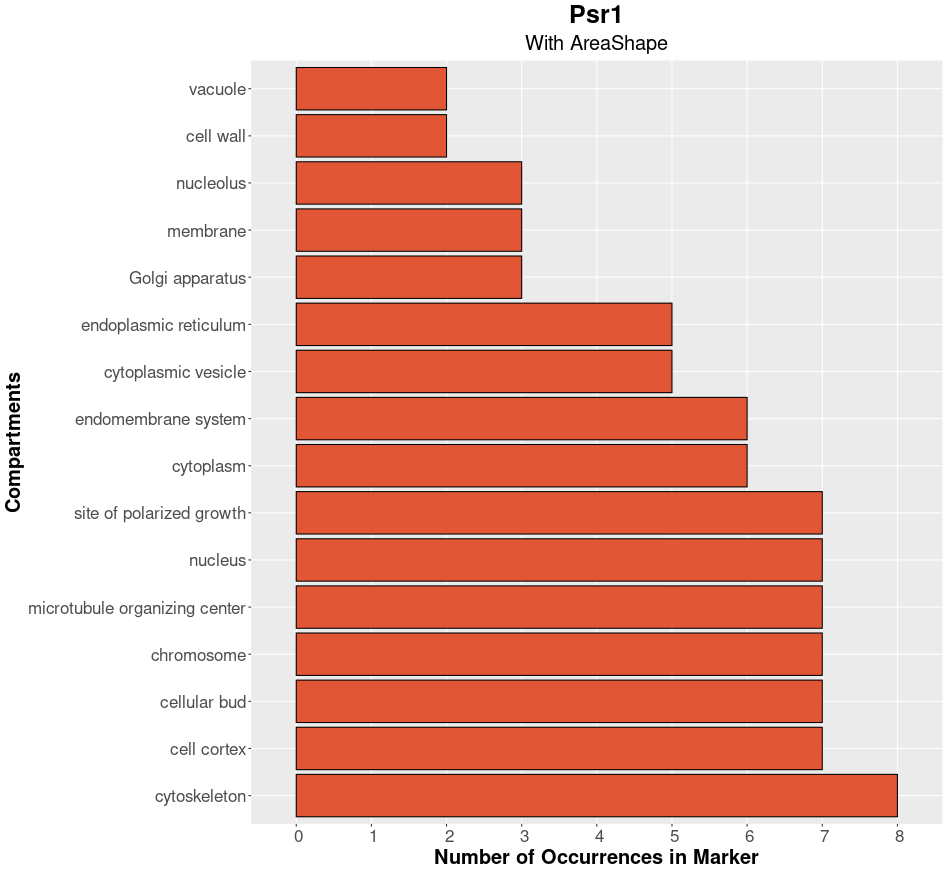 Psr1
With AreaShape
Compartments
vacuole
cell wall
nucleolus
membrane
Golgi apparatus
endoplasmic reticulum
cytoplasmic vesicle
endomembrane system
cytoplasm
site of polarized growth
nucleus
microtubule organizing center
chromosome
cellular bud
cell cortex
cytoskeleton
0 1 2 3 4 5 6 7 8
Number of Occurrences in Marker